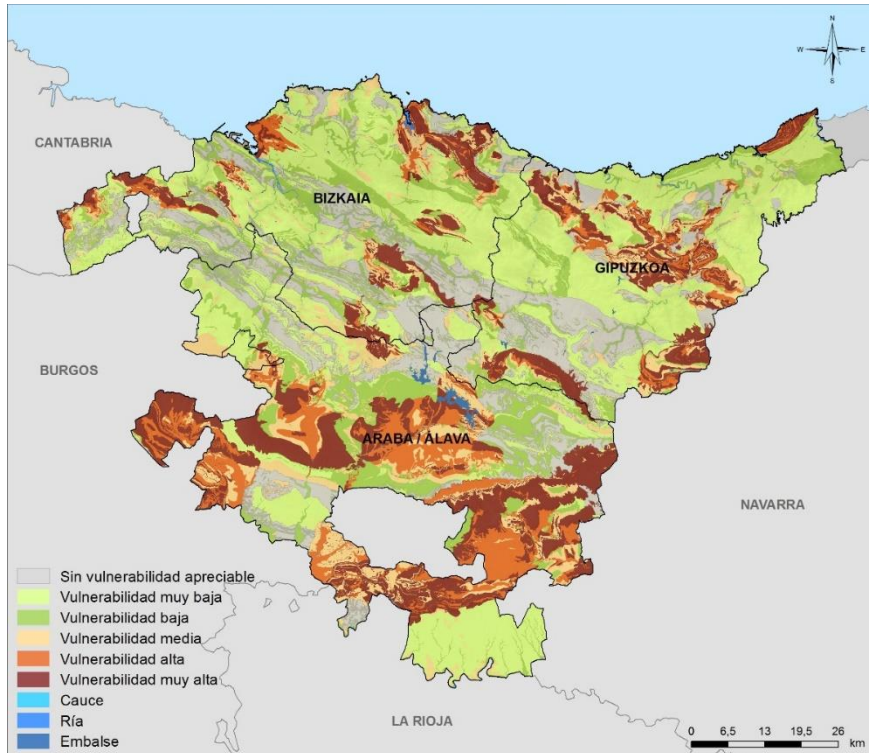 N
W E
S
CANTABRIA
BIZKAIA
GIPUZKOA
BURGOS
ARABA / ÁLAVA
NAVARRA
Sin vulnerabilidad apreciable
Vulnerabilidad muy baja
Vulnerabilidad baja
Vulnerabilidad media
Vulnerabilidad alta
Vulnerabilidad muy alta
Cauce
Ría
Embalse
LA RIOJA
0 6,5 13 19,5 26
km